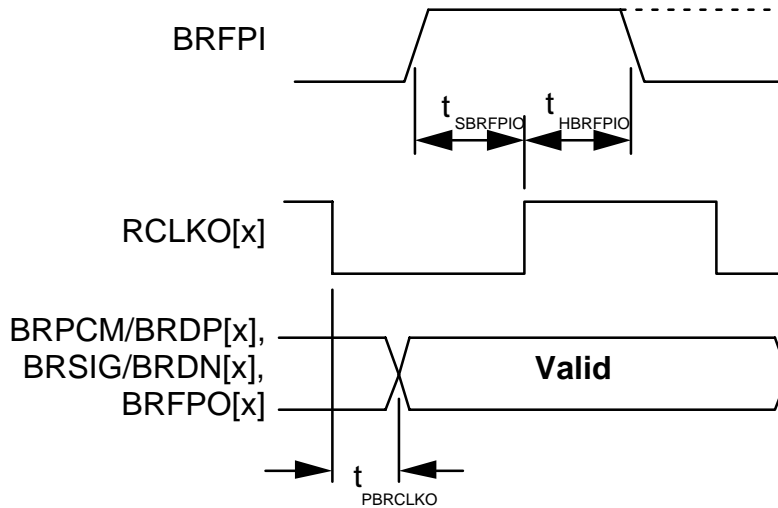 BRFPI
t SBRFPIO
t HBRFPIO
RCLKO[x]
BRPCM/BRDP[x],
BRSIG/BRDN[x],
BRFPO[x]
Valid
t PBRCLKO